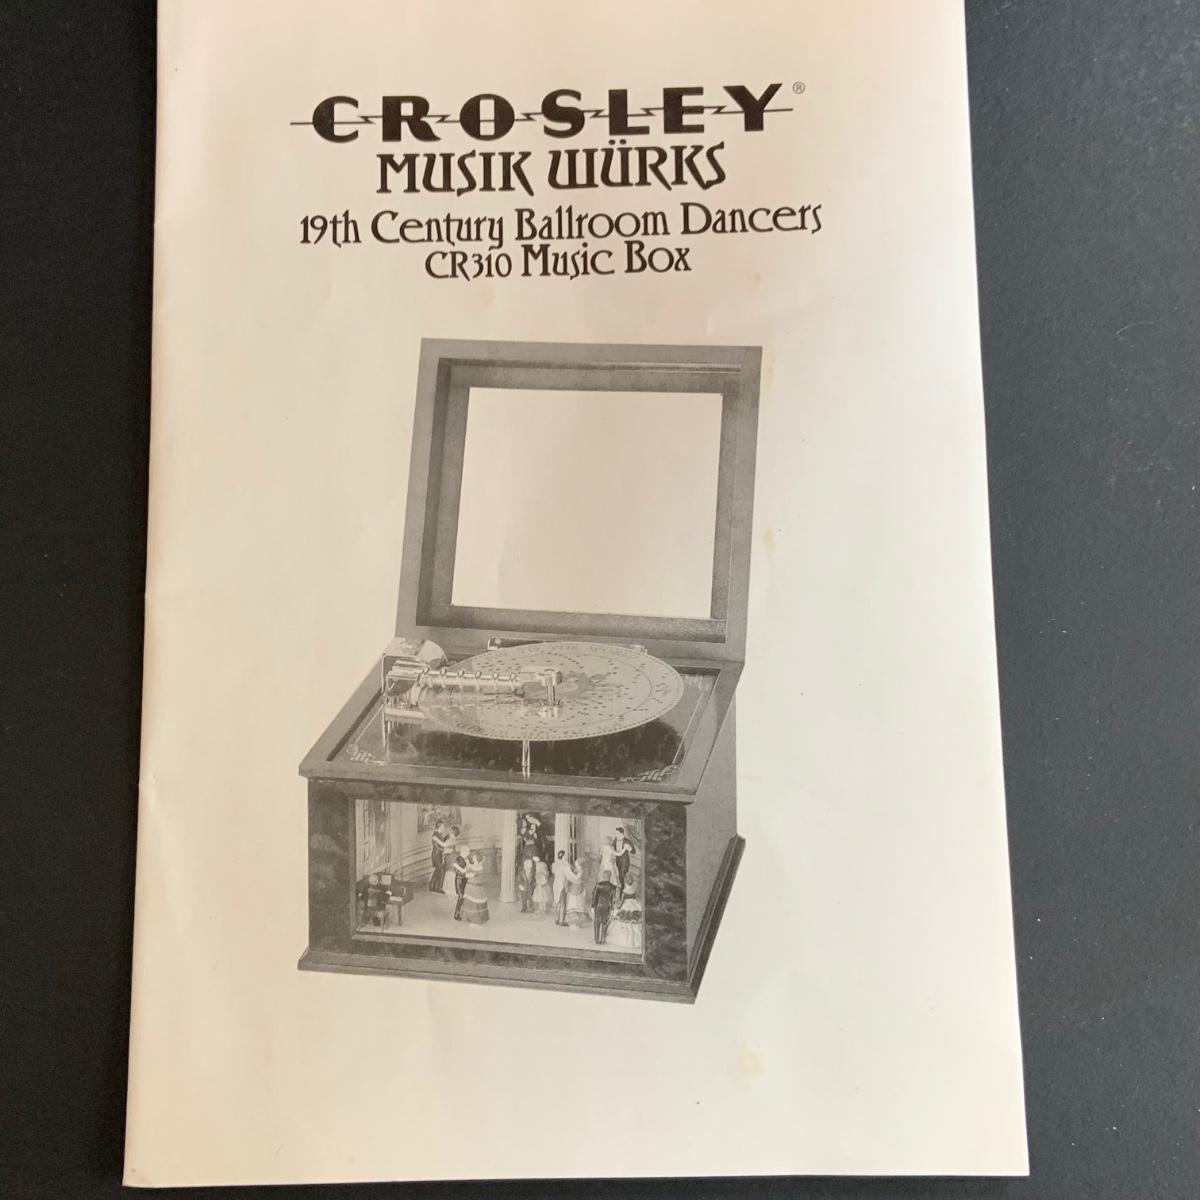 CROSLEY®
MUSIK WÜRKS
19th Century Ballroom Dancers
CR310 Music Box